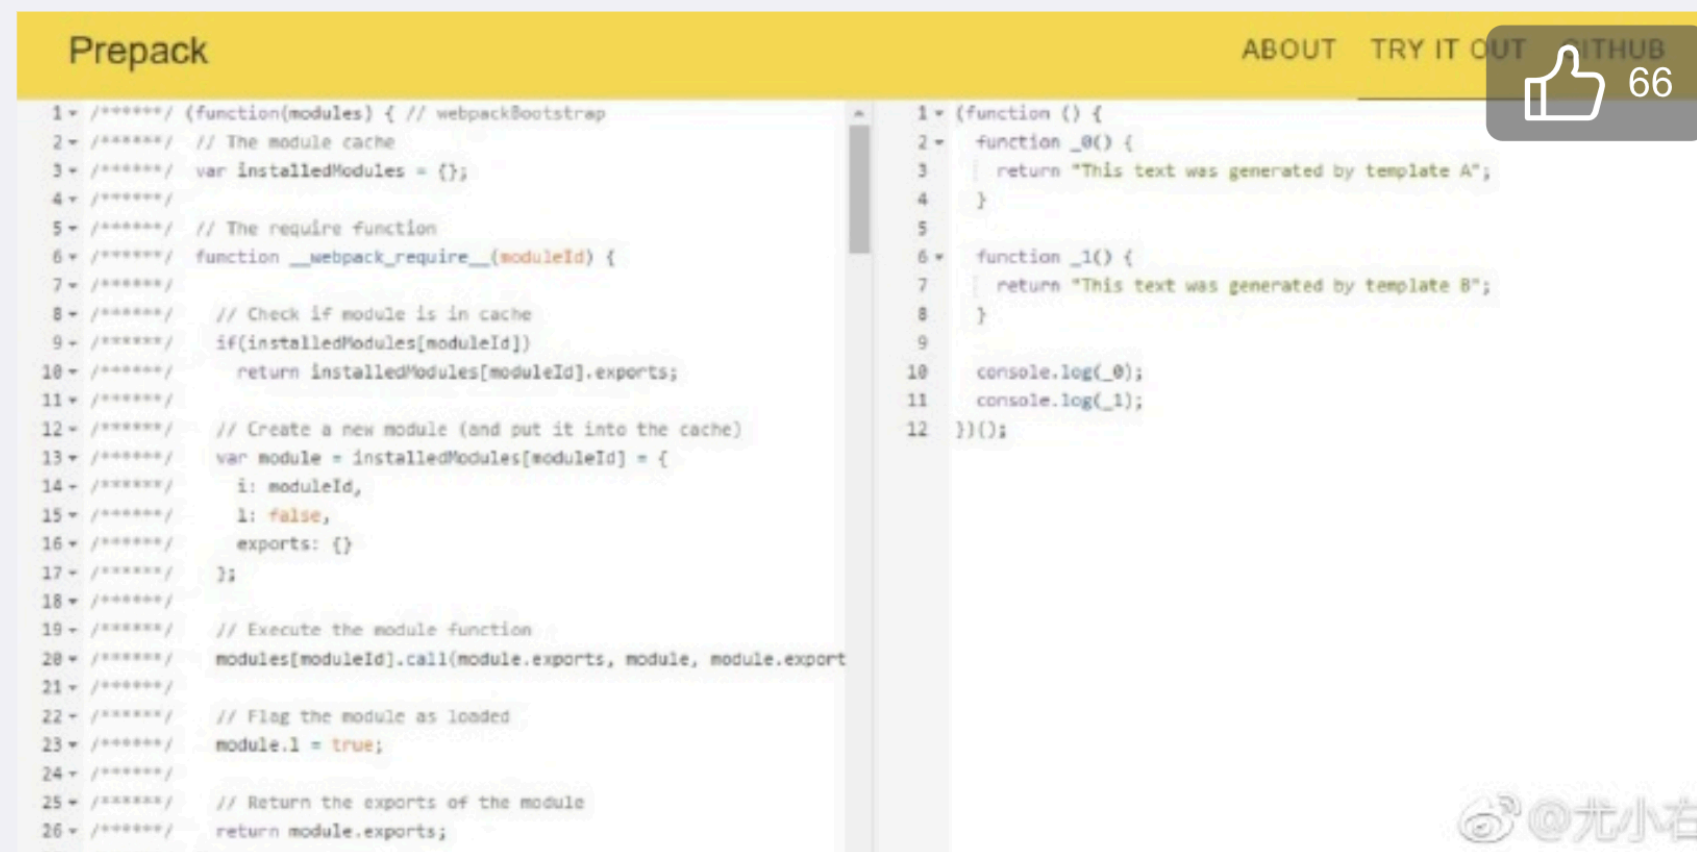 Prepack
ABOUT TRY IT OUT GITHUB
66
1 /******/ (function(modules) { // webpackBootstrap
2 /******/ // The module cache
3 /******/ var installedModules = {};
4 /******/
5 /******/ // The require function
6 /******/ function __webpack_require__(moduleId) {
7 /******/
8 /******/ // Check if module is in cache
9 /******/ if(installedModules[moduleId])
10 /******/ return installedModules[moduleId].exports;
11 /******/
12 /******/ // Create a new module (and put it into the cache)
13 /******/ var module = installedModules[moduleId] = {
14 /******/ i: moduleId,
15 /******/ l: false,
16 /******/ exports: {}
17 /******/ };
18 /******/
19 /******/ // Execute the module function
20 /******/ modules[moduleId].call(module.exports, module, module.export
21 /******/
22 /******/ // Flag the module as loaded
23 /******/ module.l = true;
24 /******/
25 /******/ // Return the exports of the module
26 /******/ return module.exports;
1 (function () {
2 function _0() {
3 return "This text was generated by template A";
4 }
5
6 function _1() {
7 return "This text was generated by template B";
8 }
9
10 console.log(_0);
11 console.log(_1);
12 })();
@尤小右